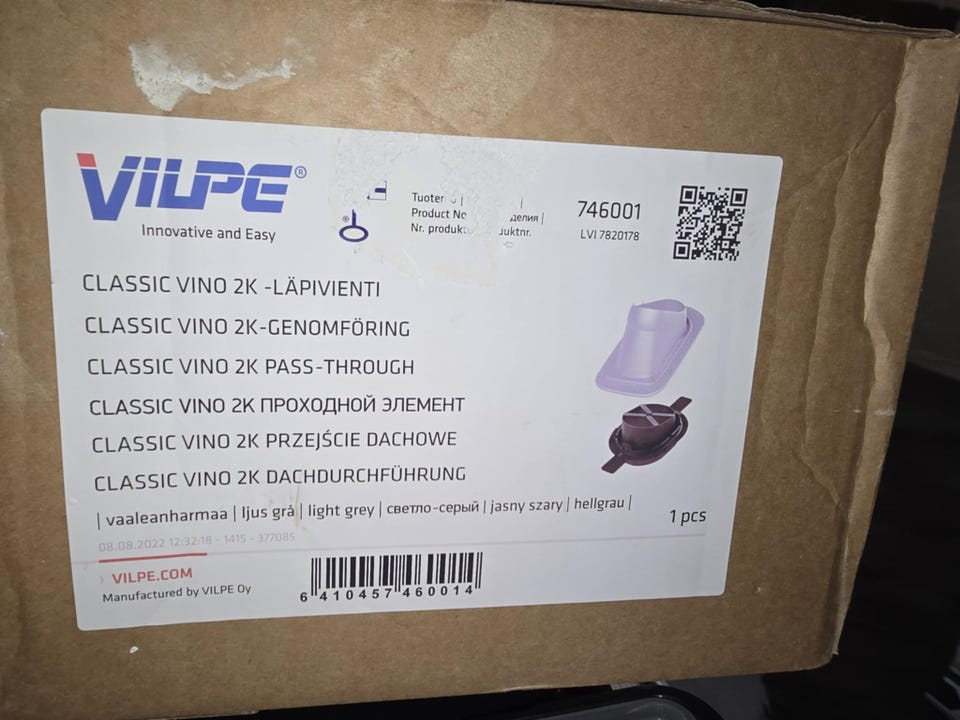 VILPE®
Innovative and Easy
®
Product No
Nr.
746001
LVI 7820178
CLASSIC VINO 2K -LÄPIVIENTI
CLASSIC VINO 2K-GENOMFÖRING
CLASSIC VINO 2K PASS-THROUGH
CLASSIC VINO 2K ПРОХОДНОЙ ЭЛЕМЕНТ
CLASSIC VINO 2K PRZEJŚCIE DACHOWE
CLASSIC VINO 2K DACHDURCHFÜHRUNG
| vaaleanharmaa | ljus grå | light grey | светло-серый | jasny szary | hellgrau |
1 pcs
08.08.2022 12:32:18 - 1415 - 377085
› VILPE.COM
Manufactured by VILPE Oy
6 410457 460014